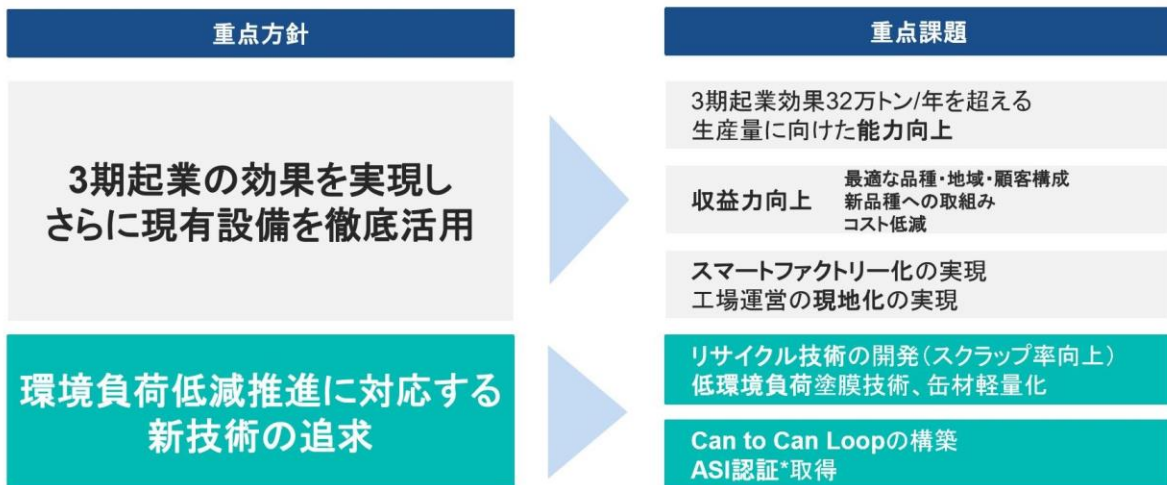 重点方針
重点課題
3期起業の効果を実現し
さらに現有設備を徹底活用
3期起業効果32万トン/年を超える
生産量に向けた能力向上
収益力向上
最適な品種・地域・顧客構成
新品種への取組み
コスト低減
スマートファクトリー化の実現
工場運営の現地化の実現
環境負荷低減推進に対応する
新技術の追求
リサイクル技術の開発（スクラップ率向上）
低環境負荷塗膜技術、缶材軽量化
Can to Can Loopの構築
ASI認証*取得